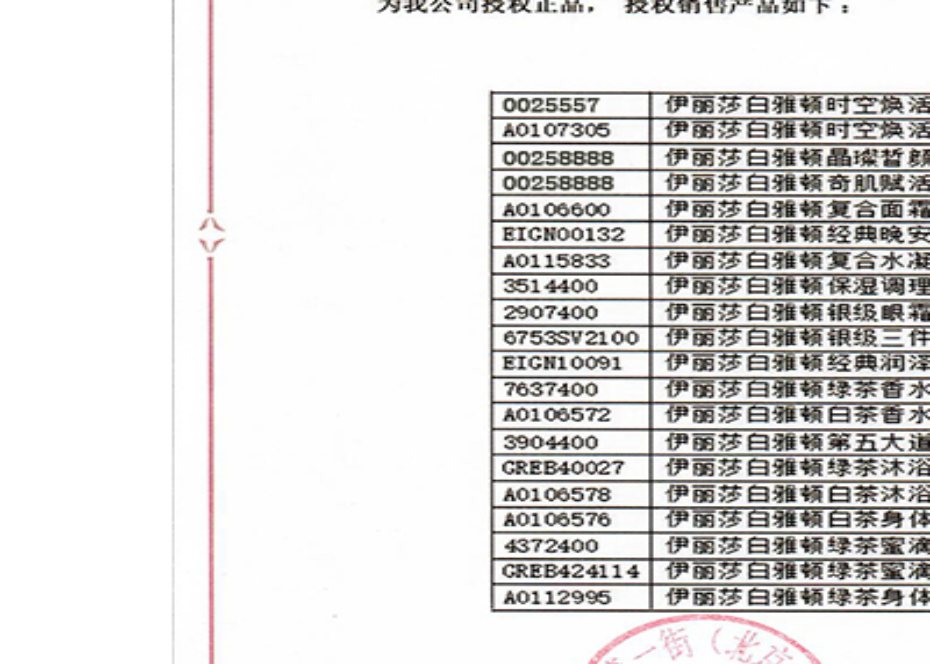 为我公司授权正品， 授权销售产品如下：
0025557 伊丽莎白雅顿时空焕活
A0107305 伊丽莎白雅顿时空焕活
00258888 伊丽莎白雅顿晶璨皙颜
00258888 伊丽莎白雅顿奇肌赋活
A0106600 伊丽莎白雅顿复合面霜
EIGN00132 伊丽莎白雅顿经典晚安
A0115833 伊丽莎白雅顿复合水凝
3514400 伊丽莎白雅顿保湿调理
2907400 伊丽莎白雅顿银级眼霜
6753SV2100 伊丽莎白雅顿银级三件
EIGN10091 伊丽莎白雅顿经典润泽
7637400 伊丽莎白雅顿绿茶香水
A0106572 伊丽莎白雅顿白茶香水
3904400 伊丽莎白雅顿第五大道
GREB40027 伊丽莎白雅顿绿茶沐浴
A0106578 伊丽莎白雅顿白茶沐浴
A0106576 伊丽莎白雅顿白茶身体
4372400 伊丽莎白雅顿绿茶蜜滴
GREB424114 伊丽莎白雅顿绿茶蜜滴
A0112995 伊丽莎白雅顿绿茶身体
一街（北京